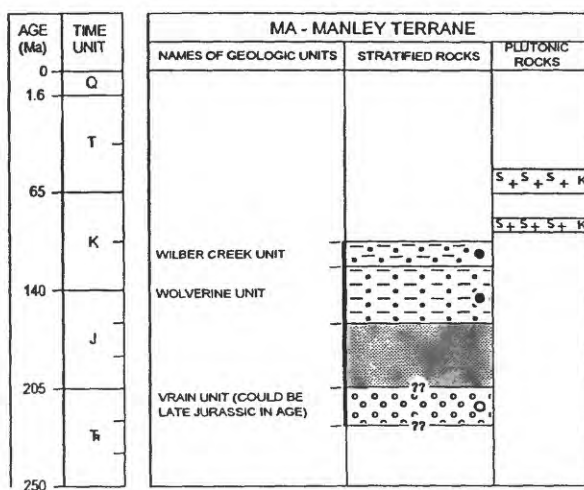 AGE
(Ma)
TIME
UNIT
MA - MANLEY TERRANE
NAMES OF GEOLOGIC UNITS
STRATIFIED ROCKS
PLUTONIC
ROCKS
0
Q
1.6
T
S + S + S + K
65
S + S + S + K
K
WILBER CREEK UNIT
140
WOLVERINE UNIT
J
205
??
VRAIN UNIT (COULD BE
LATE JURASSIC IN AGE)
??
TR
250